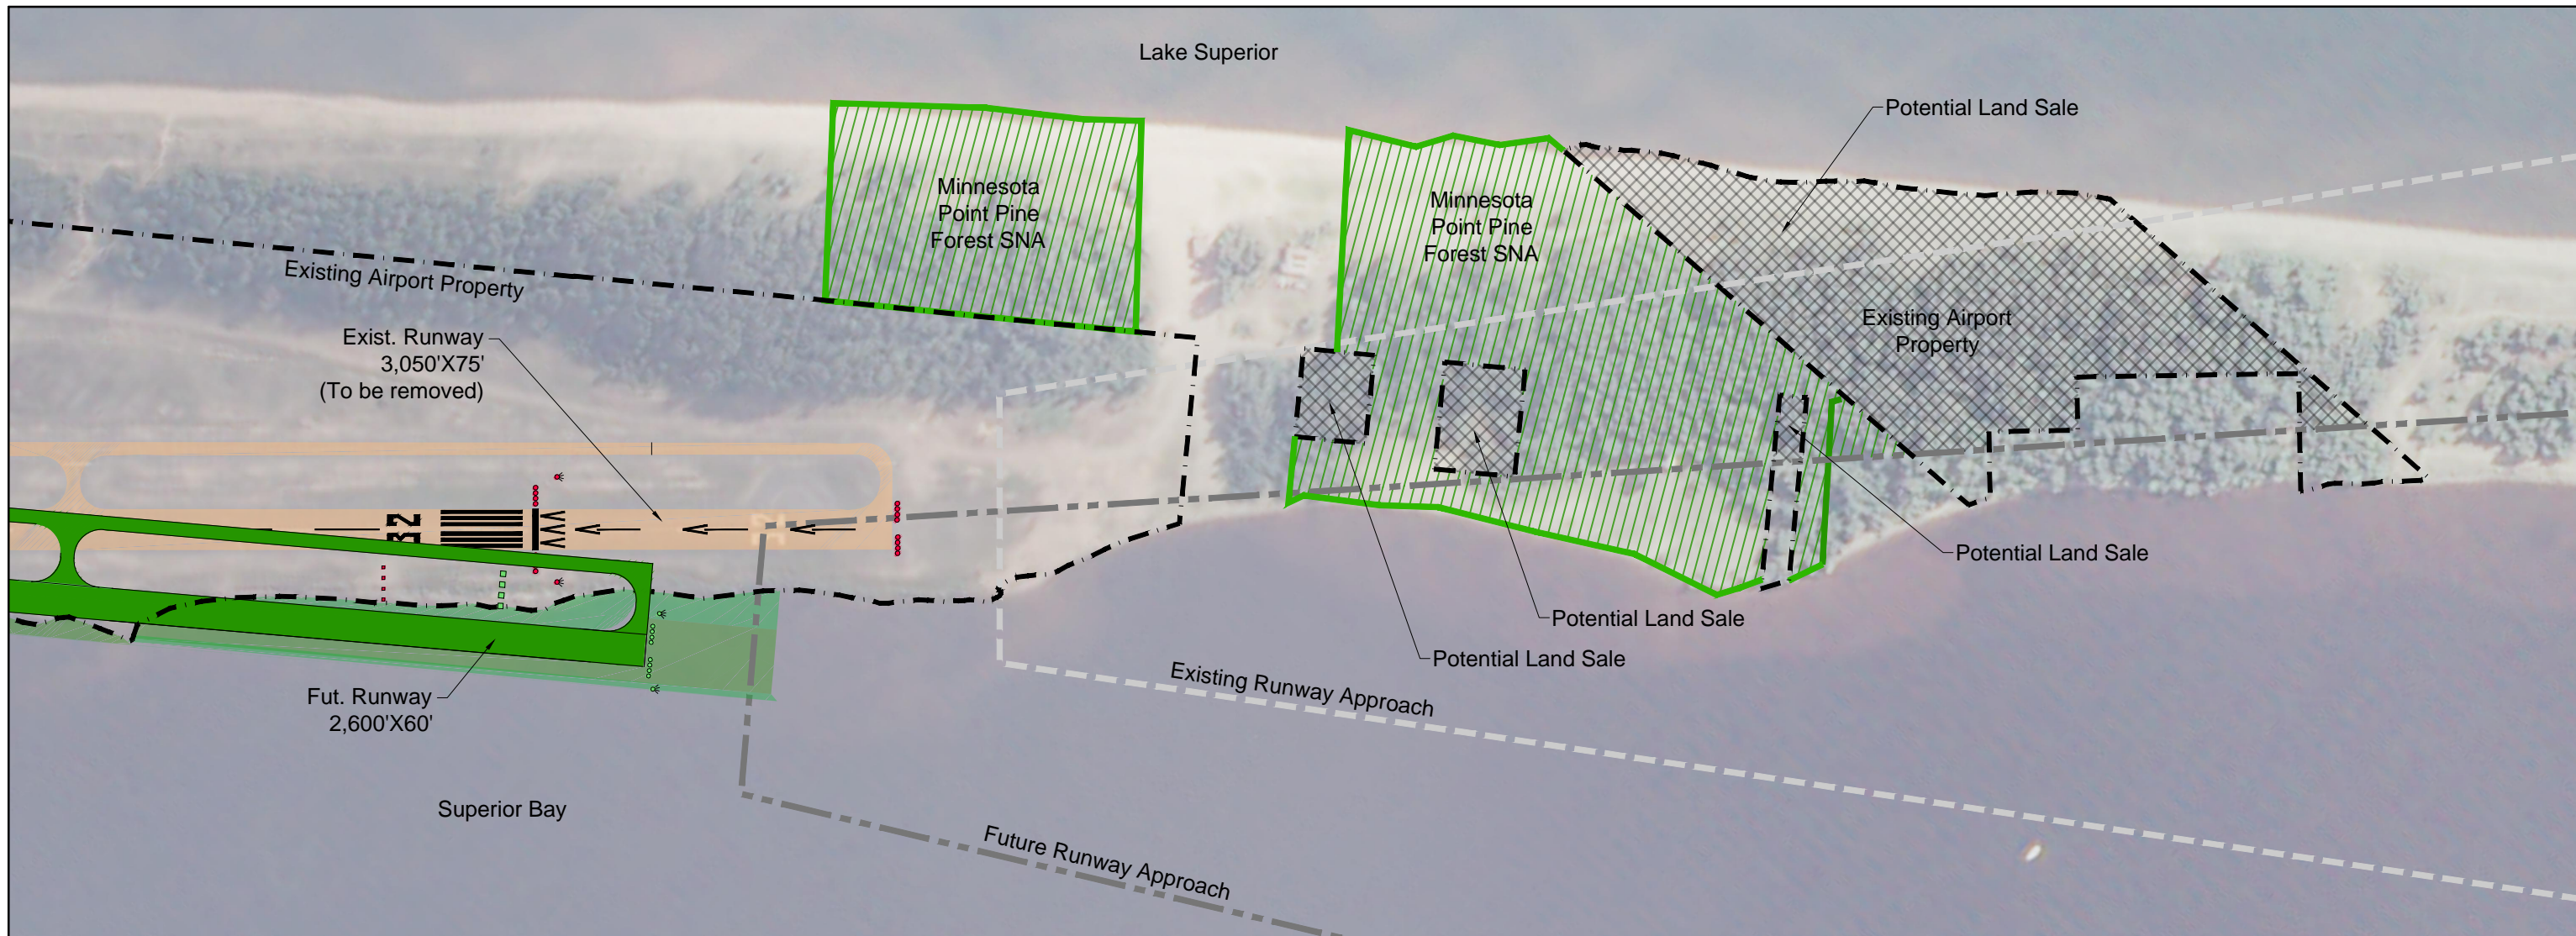 Lake Superior
Potential Land Sale
Minnesota
Point Pine
Forest SNA
Minnesota
Point Pine
Forest SNA
Existing Airport Property
Existing Airport
Property
Exist. Runway
3,050'X75'
(To be removed)
32
Potential Land Sale
Potential Land Sale
Potential Land Sale
Existing Runway Approach
Fut. Runway
2,600'X60'
Superior Bay
Future Runway Approach